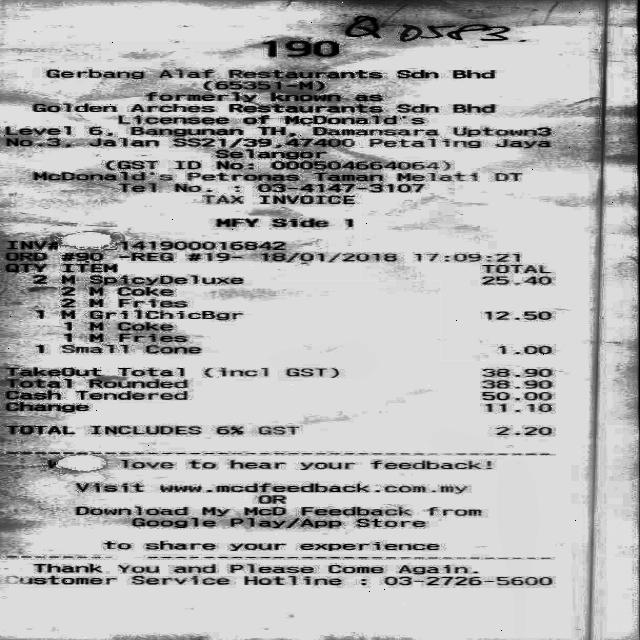 190
Gerbang Alaf Restaurants Sdn Bhd
(65351-M)
formerly known as
Golden Arches Restaurants Sdn Bhd
Licensee of McDonald's
Level 6, Bangunan TH, Damansara Uptown3
No.3, Jalan SS21/39,47400 Petaling Jaya
Selangor
(GST ID No: 000504664064)
McDonald's Petronas Taman Melati DT
Tel No. : 03-4147-3107
TAX INVOICE
MFY Side 1
INV# 141900016842
ORD #90 -REG #19- 18/01/2018 17:09:21
QTY ITEM TOTAL
2 M SpicyDeluxe 25.40
2 M Coke
2 M Fries
1 M GrilChicBgr 12.50
1 M Coke
1 M Fries
1 Small Cone 1.00
TakeOut Total (incl GST) 38.90
Total Rounded 38.90
Cash Tendered 50.00
Change 11.10
TOTAL INCLUDES 6% GST 2.20
love to hear your feedback!
Visit www.mcdfeedback.com.my
OR
Download My McD Feedback from
Google Play/App Store
to share your experience
Thank You and Please Come Again.
Customer Service Hotline : 03-2726-5600